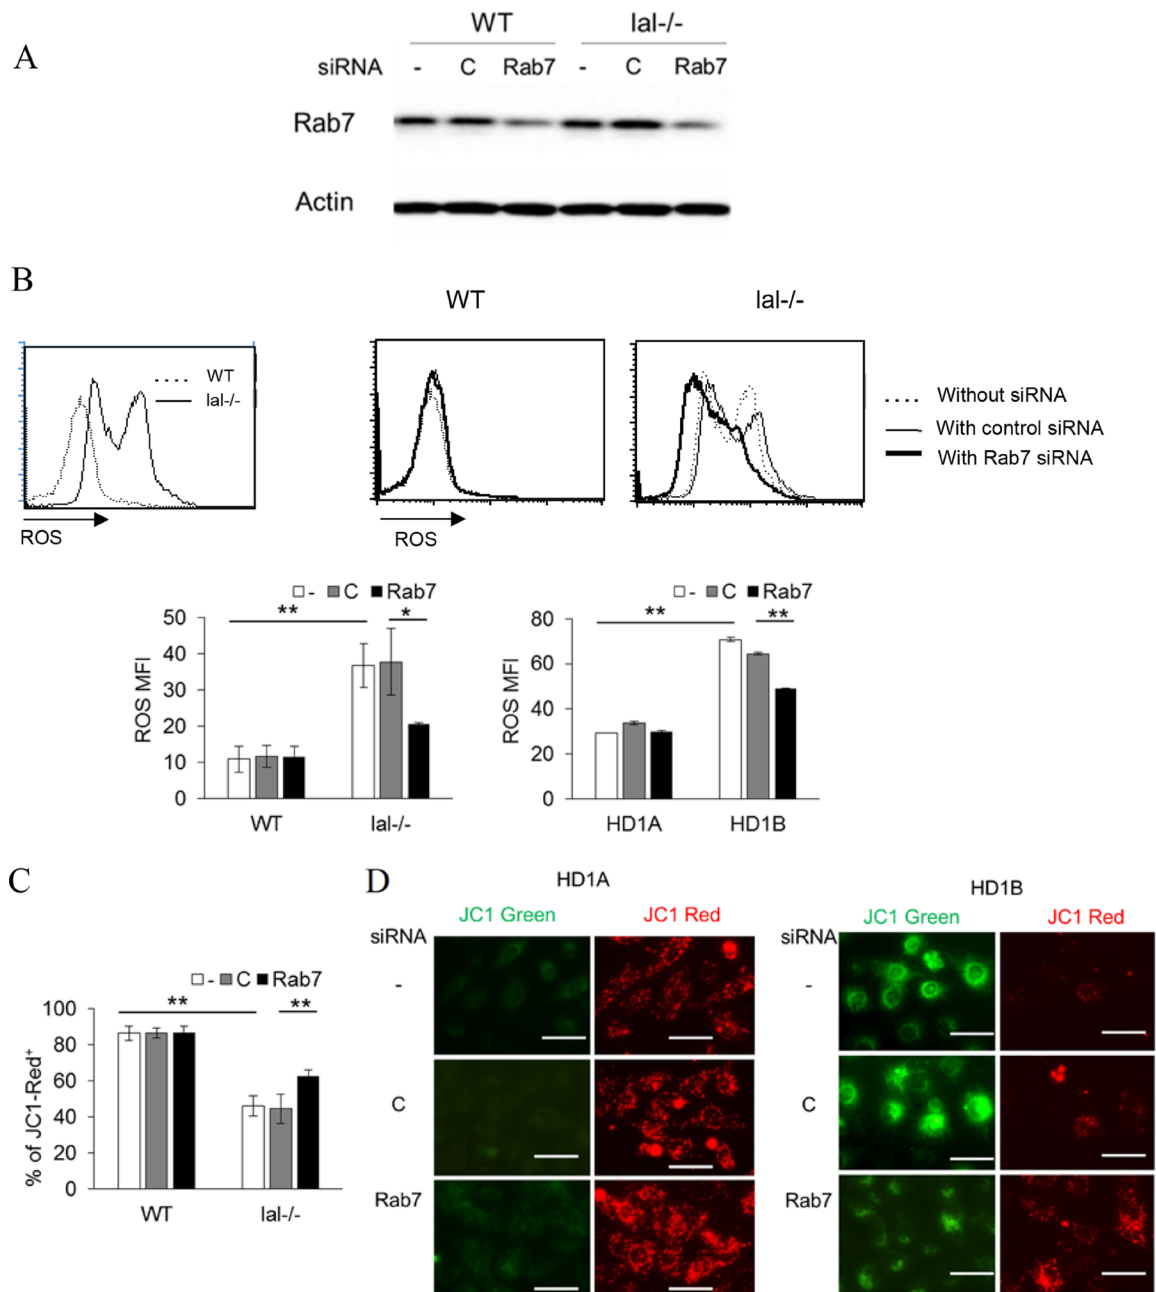 A
WT lal-/-
siRNA - C Rab7 - C Rab7
Rab7
Actin
B
WT lal-/-
WT
lal-/-
Without siRNA
With control siRNA
With Rab7 siRNA
ROS
ROS
- C Rab7
** *
ROS MFI
50
40
30
20
10
0
WT lal-/-
- C Rab7
** **
ROS MFI
80
60
40
20
0
HD1A HD1B
C
- C Rab7
** **
% of JC1-Red+
100
80
60
40
20
0
WT lal-/-
D
HD1A
JC1 Green JC1 Red
siRNA
-
C
Rab7
HD1B
JC1 Green JC1 Red
siRNA
-
C
Rab7